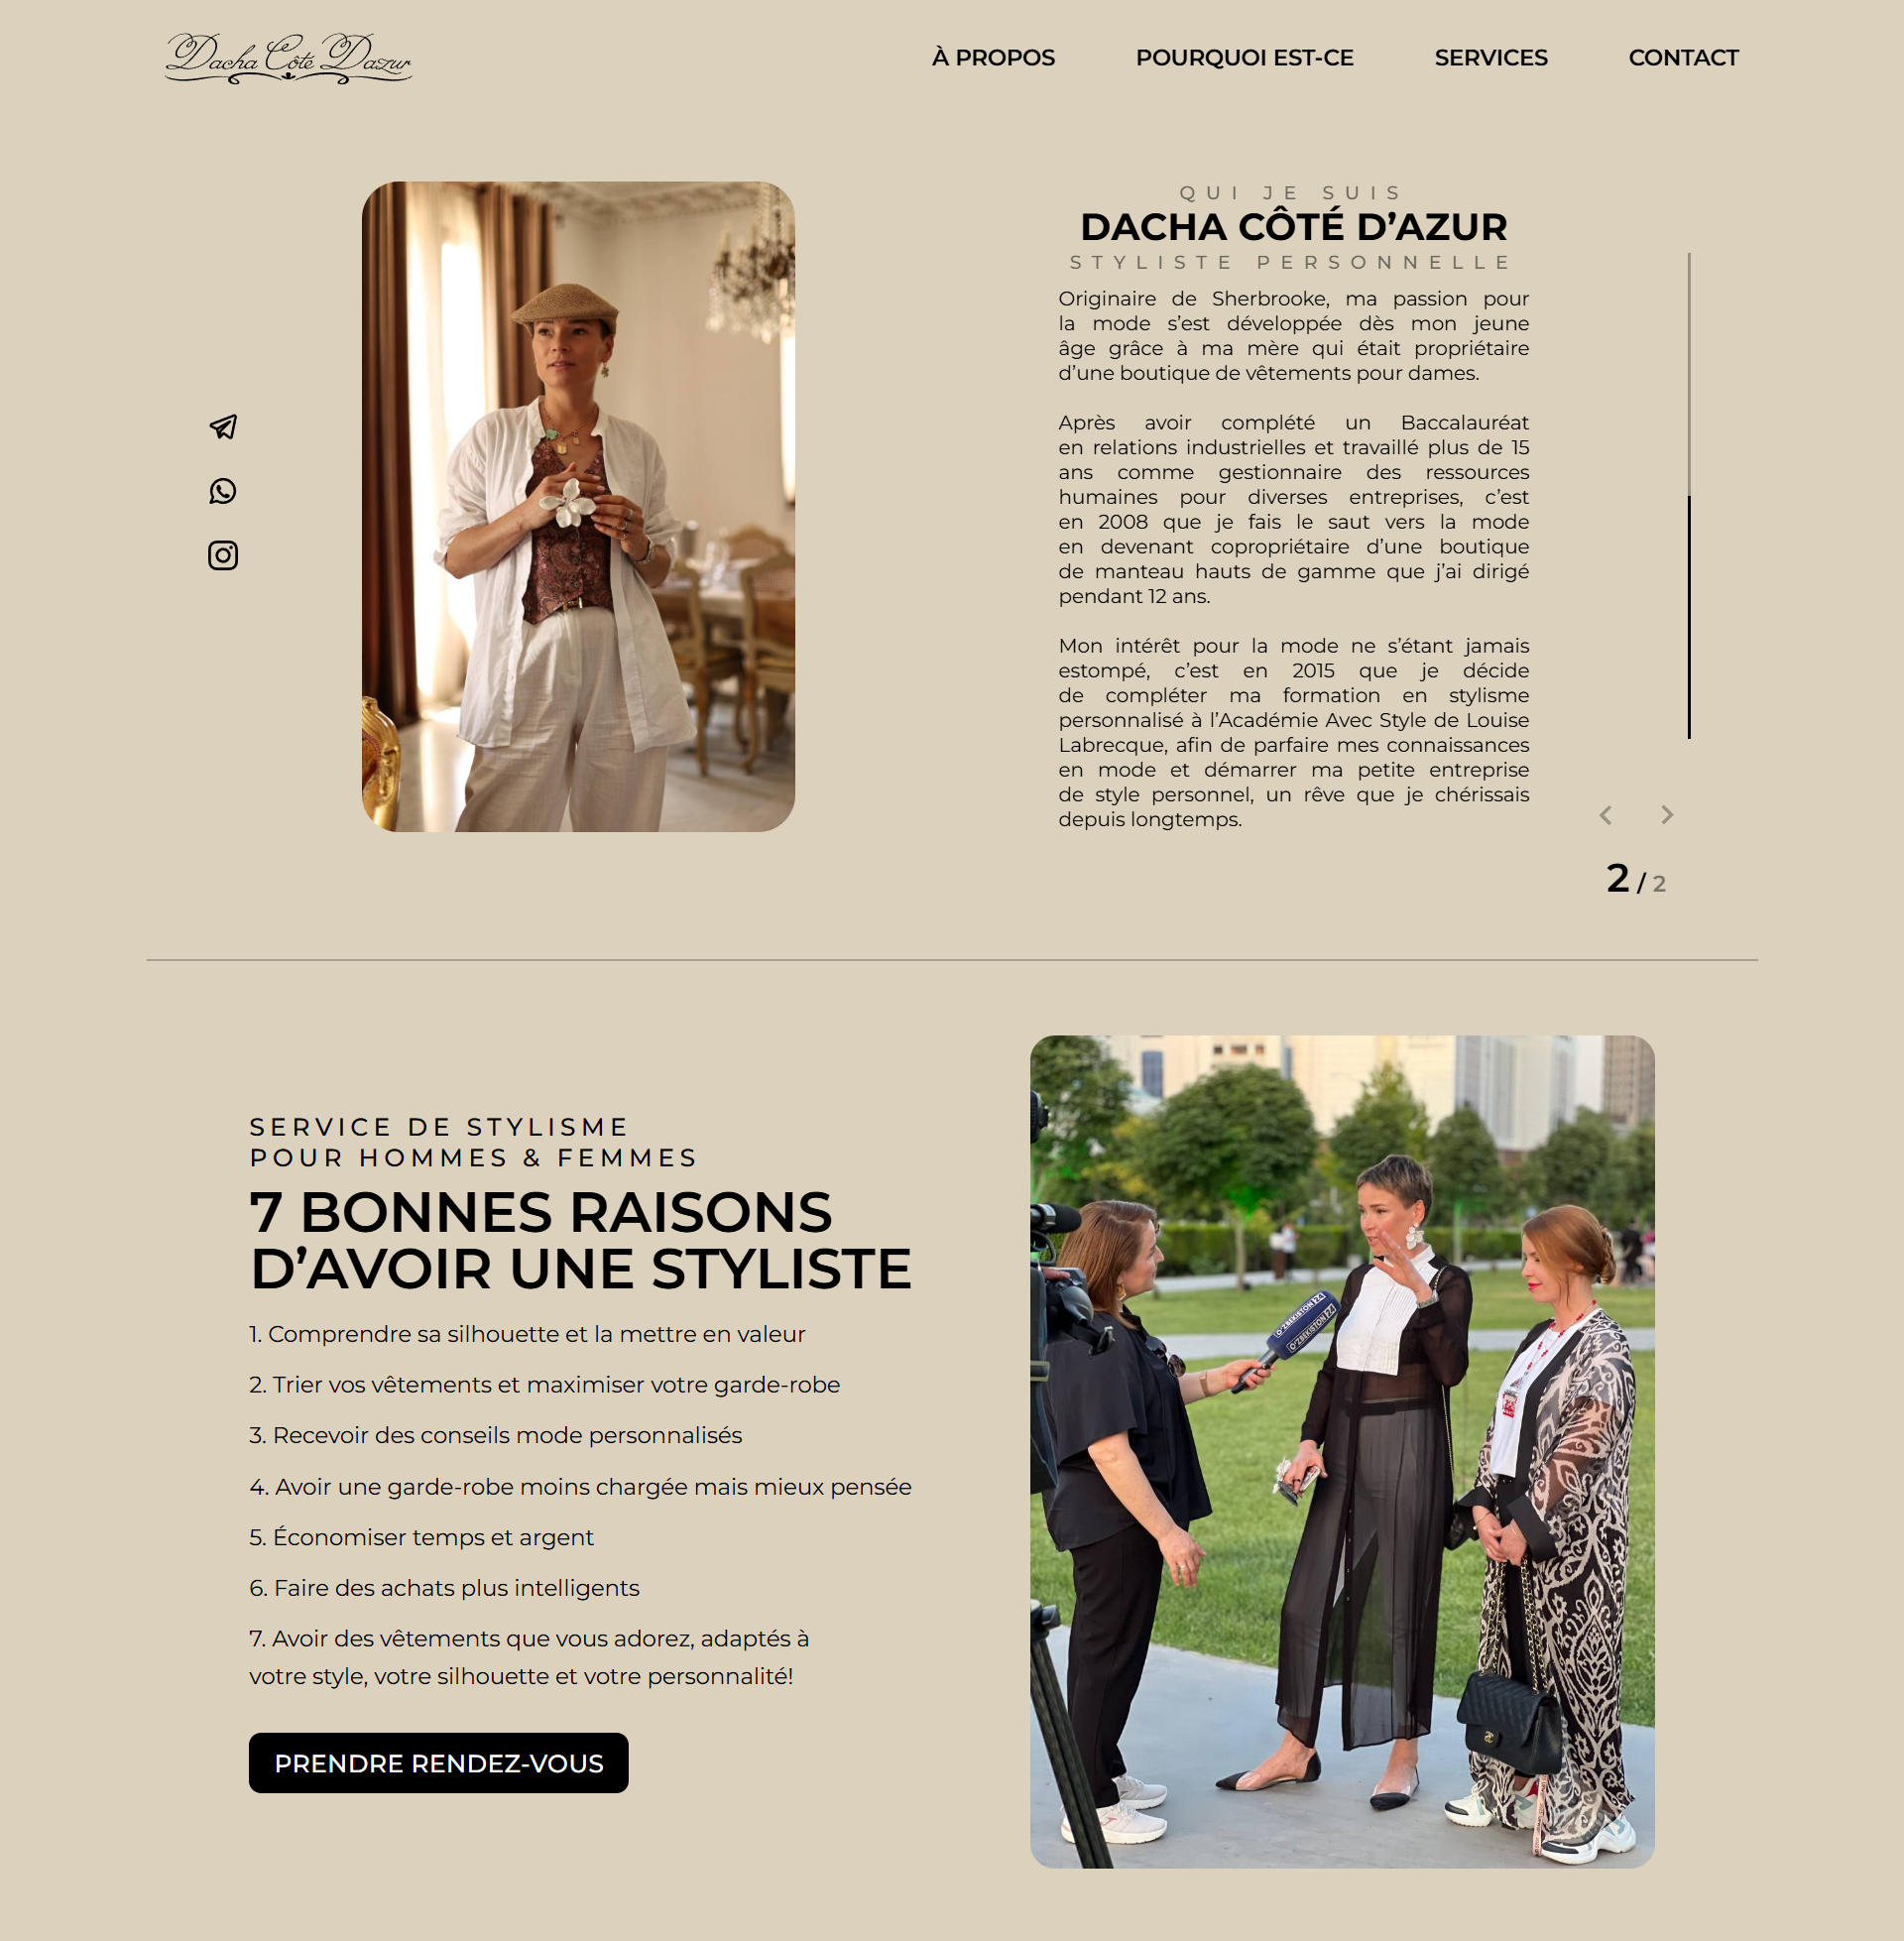 Dacha Côte Dazur
À PROPOS
POURQUOI EST-CE
SERVICES
CONTACT
QUI JE SUIS
DACHA CÔTÉ D’AZUR
STYLISTE PERSONNELLE
Originaire de Sherbrooke, ma passion pour
la mode s’est développée dès mon jeune
âge grâce à ma mère qui était propriétaire
d’une boutique de vêtements pour dames.
Après avoir complété un Baccalauréat
en relations industrielles et travaillé plus de 15
ans comme gestionnaire des ressources
humaines pour diverses entreprises, c’est
en 2008 que je fais le saut vers la mode
en devenant copropriétaire d’une boutique
de manteau hauts de gamme que j’ai dirigé
pendant 12 ans.
Mon intérêt pour la mode ne s’étant jamais
estompé, c’est en 2015 que je décide
de compléter ma formation en stylisme
personnalisé à l’Académie Avec Style de Louise
Labrecque, afin de parfaire mes connaissances
en mode et démarrer ma petite entreprise
de style personnel, un rêve que je chérissais
depuis longtemps.
2 / 2
SERVICE DE STYLISME
POUR HOMMES & FEMMES
7 BONNES RAISONS
D’AVOIR UNE STYLISTE
1. Comprendre sa silhouette et la mettre en valeur
2. Trier vos vêtements et maximiser votre garde-robe
3. Recevoir des conseils mode personnalisés
4. Avoir une garde-robe moins chargée mais mieux pensée
5. Économiser temps et argent
6. Faire des achats plus intelligents
7. Avoir des vêtements que vous adorez, adaptés à
votre style, votre silhouette et votre personnalité!
PRENDRE RENDEZ-VOUS
O‘ZBEKISTON 24
O‘ZBEKISTON 24